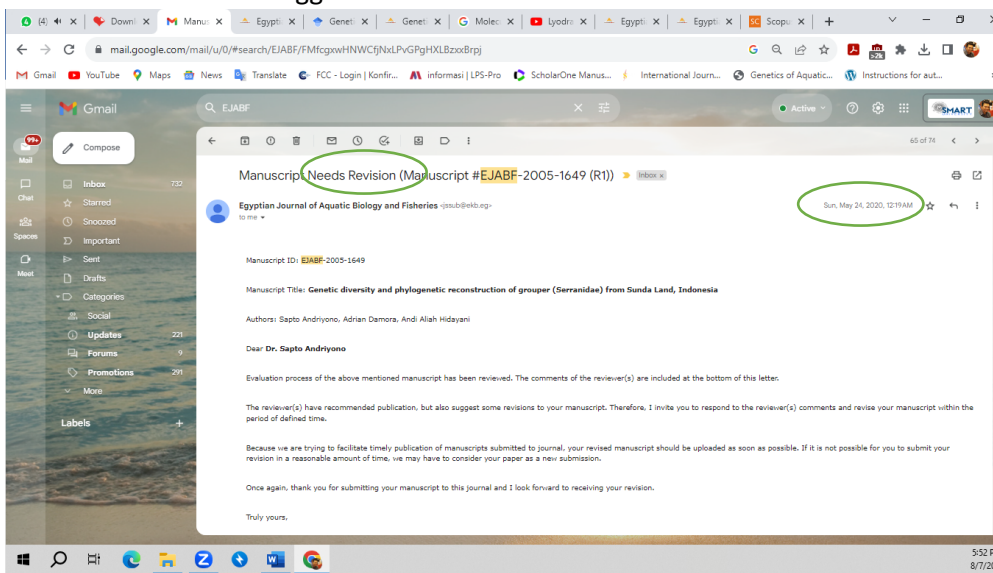 (4)
Downl
Manus
Egypti
Geneti
Geneti
Molec
Lyodra
Egyptic
Egypti
Scopu
mail.google.com/mail/u/0/#search/EJABF/FMfcgxwHNWCfjNxLPvGPgHXLBzxxBrpj
Gmail YouTube Maps News Translate FCC - Login | Konfir... informasi | LPS-Pro ScholarOne Manus... International Journ... Genetics of Aquatic... Instructions for aut...
Gmail
EJABF
Active
SMART
99+
Mail
Chat
Spaces
Meet
Compose
Inbox 732
Starred
Snoozed
Important
Sent
Drafts
Categories
Social
Updates 221
Forums 9
Promotions 291
More
Labels
65 of 74
Manuscript Needs Revision (Manuscript #EJABF-2005-1649 (R1)) Inbox x
Egyptian Journal of Aquatic Biology and Fisheries <jssub@ekb.eg> Sun, May 24, 2020, 12:19 AM
to me
Manuscript ID: EJABF-2005-1649
Manuscript Title: Genetic diversity and phylogenetic reconstruction of grouper (Serranidae) from Sunda Land, Indonesia
Authors: Sapto Andriyono, Adrian Damora, Andi Aliah Hidayani
Dear Dr. Sapto Andriyono
Evaluation process of the above mentioned manuscript has been reviewed. The comments of the reviewer(s) are included at the bottom of this letter.
The reviewer(s) have recommended publication, but also suggest some revisions to your manuscript. Therefore, I invite you to respond to the reviewer(s) comments and revise your manuscript within the
period of defined time.
Because we are trying to facilitate timely publication of manuscripts submitted to journal, your revised manuscript should be uploaded as soon as possible. If it is not possible for you to submit your
revision in a reasonable amount of time, we may have to consider your paper as a new submission.
Once again, thank you for submitting your manuscript to this journal and I look forward to receiving your revision.
Truly yours,
5:52 P
8/7/20